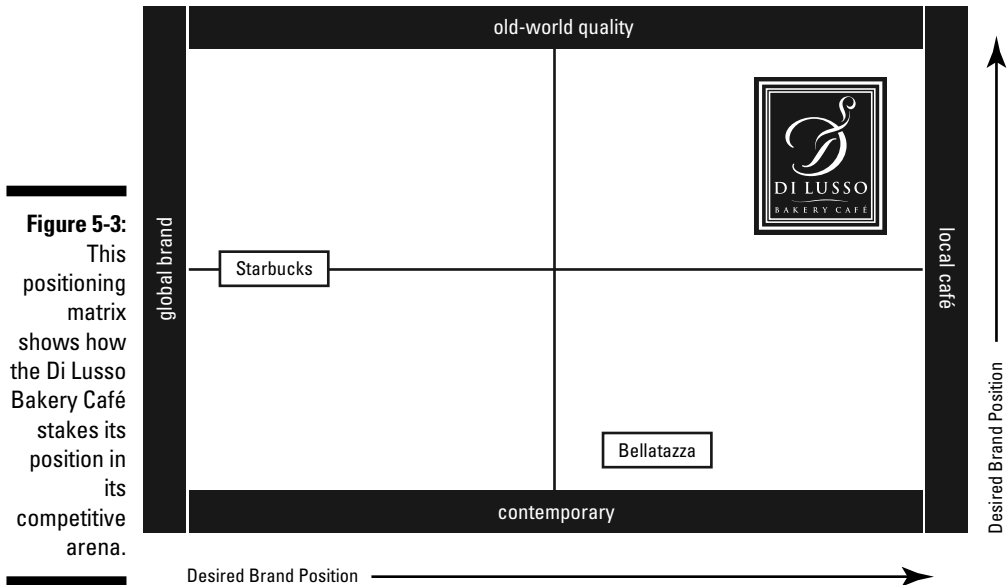 old-world quality
DI LUSSO
BAKERY CAFÉ
Figure 5-3:
This
positioning
matrix
shows how
the Di Lusso
Bakery Café
stakes its
position in
its
competitive
arena.
global brand
Starbucks
local café
Bellatazza
contemporary
Desired Brand Position
Desired Brand Position